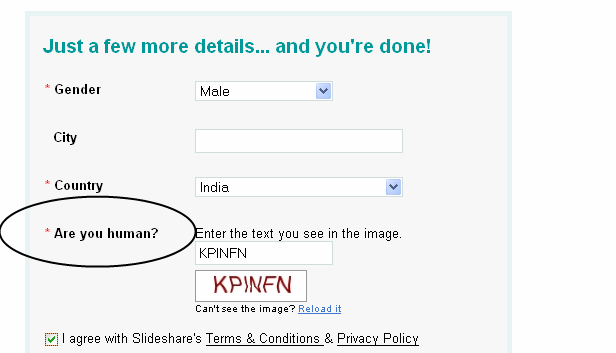 Just a few more details... and you're done!
* Gender Male
City
* Country India
* Are you human? Enter the text you see in the image.
KPINFN
KPINFN
Can't see the image? Reload it
I agree with Slideshare's Terms & Conditions & Privacy Policy